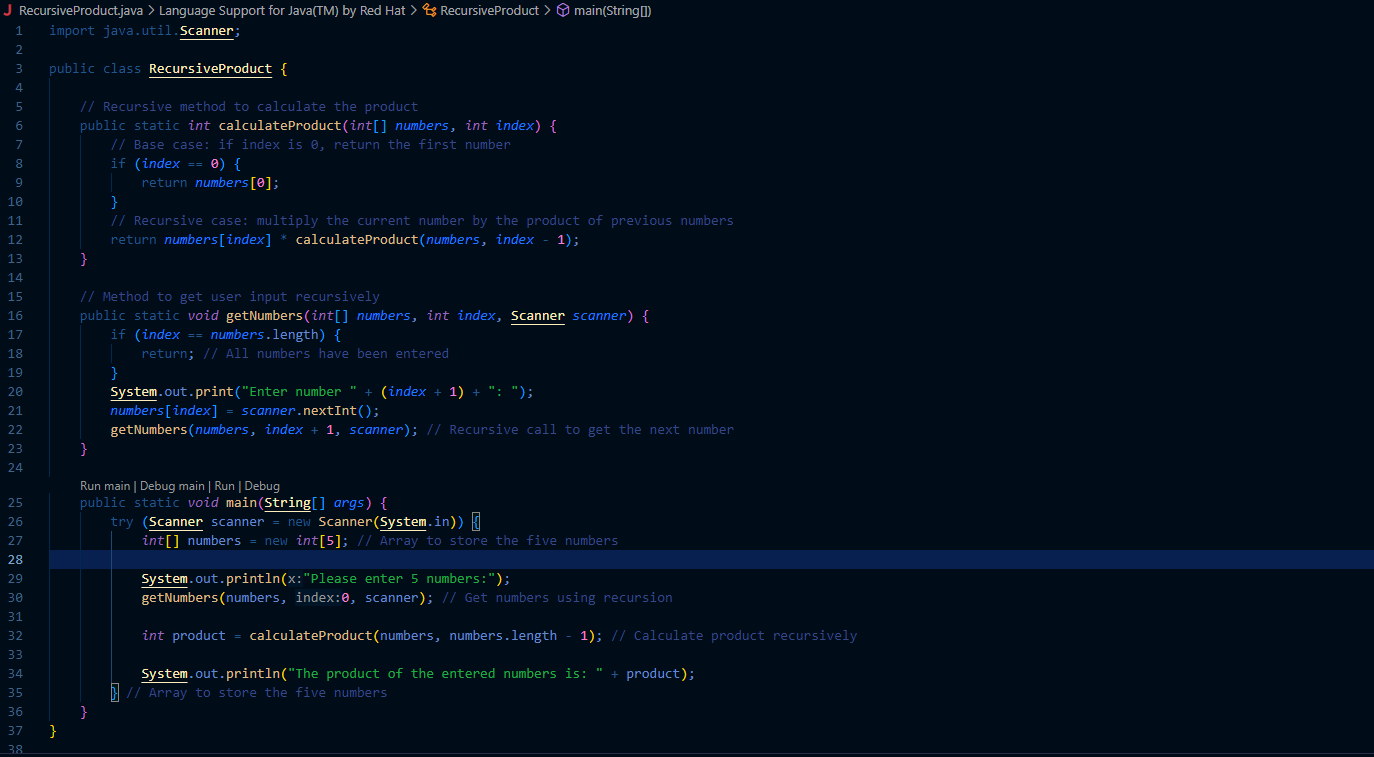 RecursiveProduct.java > Language Support for Java(TM) by Red Hat > RecursiveProduct > main(String[])
1 import java.util.Scanner;
2
3 public class RecursiveProduct {
4
5     // Recursive method to calculate the product
6     public static int calculateProduct(int[] numbers, int index) {
7         // Base case: if index is 0, return the first number
8         if (index == 0) {
9             return numbers[0];
10         }
11         // Recursive case: multiply the current number by the product of previous numbers
12         return numbers[index] * calculateProduct(numbers, index - 1);
13     }
14
15     // Method to get user input recursively
16     public static void getNumbers(int[] numbers, int index, Scanner scanner) {
17         if (index == numbers.length) {
18             return; // All numbers have been entered
19         }
20         System.out.print("Enter number " + (index + 1) + ": ");
21         numbers[index] = scanner.nextInt();
22         getNumbers(numbers, index + 1, scanner); // Recursive call to get the next number
23     }
24
Run main | Debug main | Run | Debug
25     public static void main(String[] args) {
26         try (Scanner scanner = new Scanner(System.in)) {
27             int[] numbers = new int[5]; // Array to store the five numbers
28
29             System.out.println(x:"Please enter 5 numbers:");
30             getNumbers(numbers, index:0, scanner); // Get numbers using recursion
31
32             int product = calculateProduct(numbers, numbers.length - 1); // Calculate product recursively
33
34             System.out.println("The product of the entered numbers is: " + product);
35         } // Array to store the five numbers
36     }
37 }
38